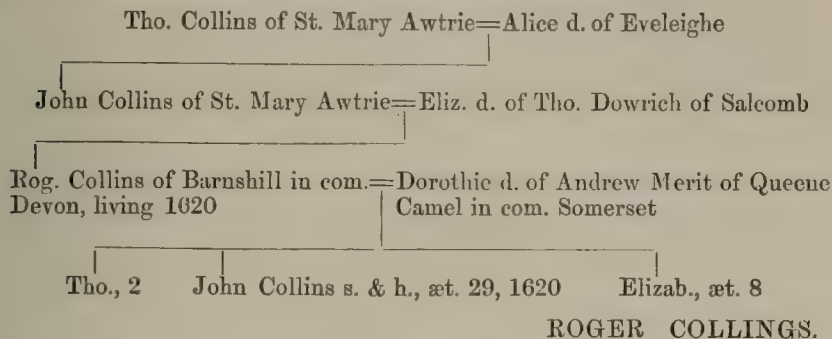 Tho. Collins of St. Mary Awtrie=Alice d. of Eveleighe
John Collins of St. Mary Awtrie=Eliz. d. of Tho. Dowrich of Salcomb
Rog. Collins of Barnshill in com.=Dorothie d. of Andrew Merit of Queene
Devon, living 1620 Camel in com. Somerset
Tho., 2 John Collins s. & h., æt. 29, 1620 Elizab., æt. 8
ROGER COLLINGS.